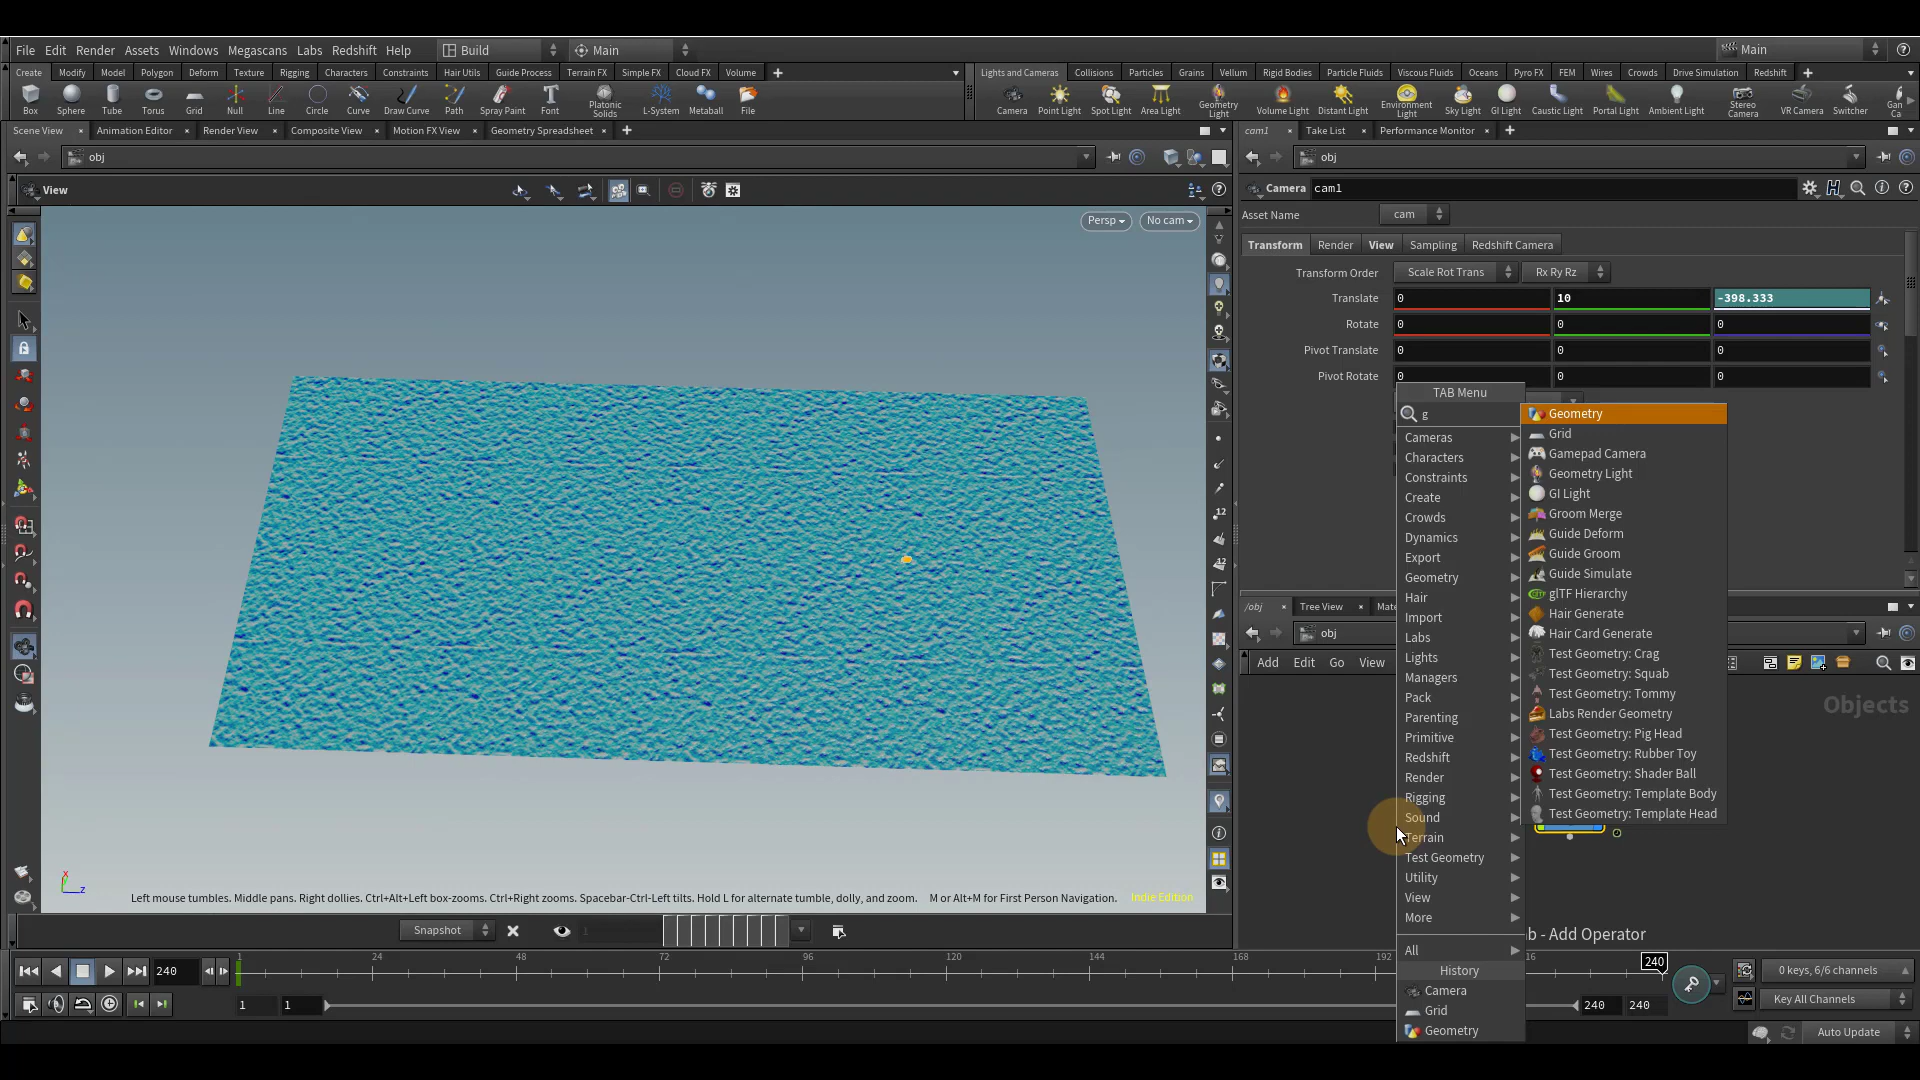 File Edit Render Assets Windows Megascans Labs Redshift Help Build Main Main
Create Modify Model Polygon Deform Texture Rigging Characters Constraints Hair Utils Guide Process Terrain FX Simple FX Cloud FX Volume
Lights and Cameras Collisions Particles Grains Vellum Rigid Bodies Particle Fluids Viscous Fluids Oceans Pyro FX FEM Wires Crowds Drive Simulation Redshift
Box Sphere Tube Torus Grid Null Line Circle Curve Draw Curve Path Spray Paint Font Platonic Solids L-System Metaball File
Camera Point Light Spot Light Area Light Geometry Light Volume Light Distant Light Environment Light Sky Light GI Light Caustic Light Portal Light Ambient Light Stereo Camera VR Camera Switcher
Scene View Animation Editor Render View Composite View Motion FX View Geometry Spreadsheet
cam1 Take List Performance Monitor
obj
obj
View
Persp No cam
Camera cam1
Asset Name cam
Transform Render View Sampling Redshift Camera
Transform Order Scale Rot Trans Rx Ry Rz
Translate 0 10 -398.333
Rotate 0 0 0
Pivot Translate 0 0 0
Pivot Rotate 0 0 0
TAB Menu
g
Cameras
Characters
Constraints
Create
Crowds
Dynamics
Export
Geometry
Hair
Import
Labs
Lights
Managers
Pack
Parenting
Primitive
Redshift
Render
Rigging
Sound
Terrain
Test Geometry
Utility
View
More
All
History
Camera
Grid
Geometry
Geometry
Grid
Gamepad Camera
Geometry Light
GI Light
Groom Merge
Guide Deform
Guide Groom
Guide Simulate
glTF Hierarchy
Hair Generate
Hair Card Generate
Test Geometry: Crag
Test Geometry: Squab
Test Geometry: Tommy
Labs Render Geometry
Test Geometry: Pig Head
Test Geometry: Rubber Toy
Test Geometry: Shader Ball
Test Geometry: Template Body
Test Geometry: Template Head
/obj Tree View
obj
Add Edit Go View
Objects
- Add Operator
12
12
x
z
Left mouse tumbles. Middle pans. Right dollies. Ctrl+Alt+Left box-zooms. Ctrl+Right zooms. Spacebar-Ctrl-Left tilts. Hold L for alternate tumble, dolly, and zoom. M or Alt+M for First Person Navigation.
Indie Edition
Snapshot 1
240 1 24 48 72 96 120 144 168 192 240
0 keys, 6/6 channels
1 1 240 240
Key All Channels
Auto Update